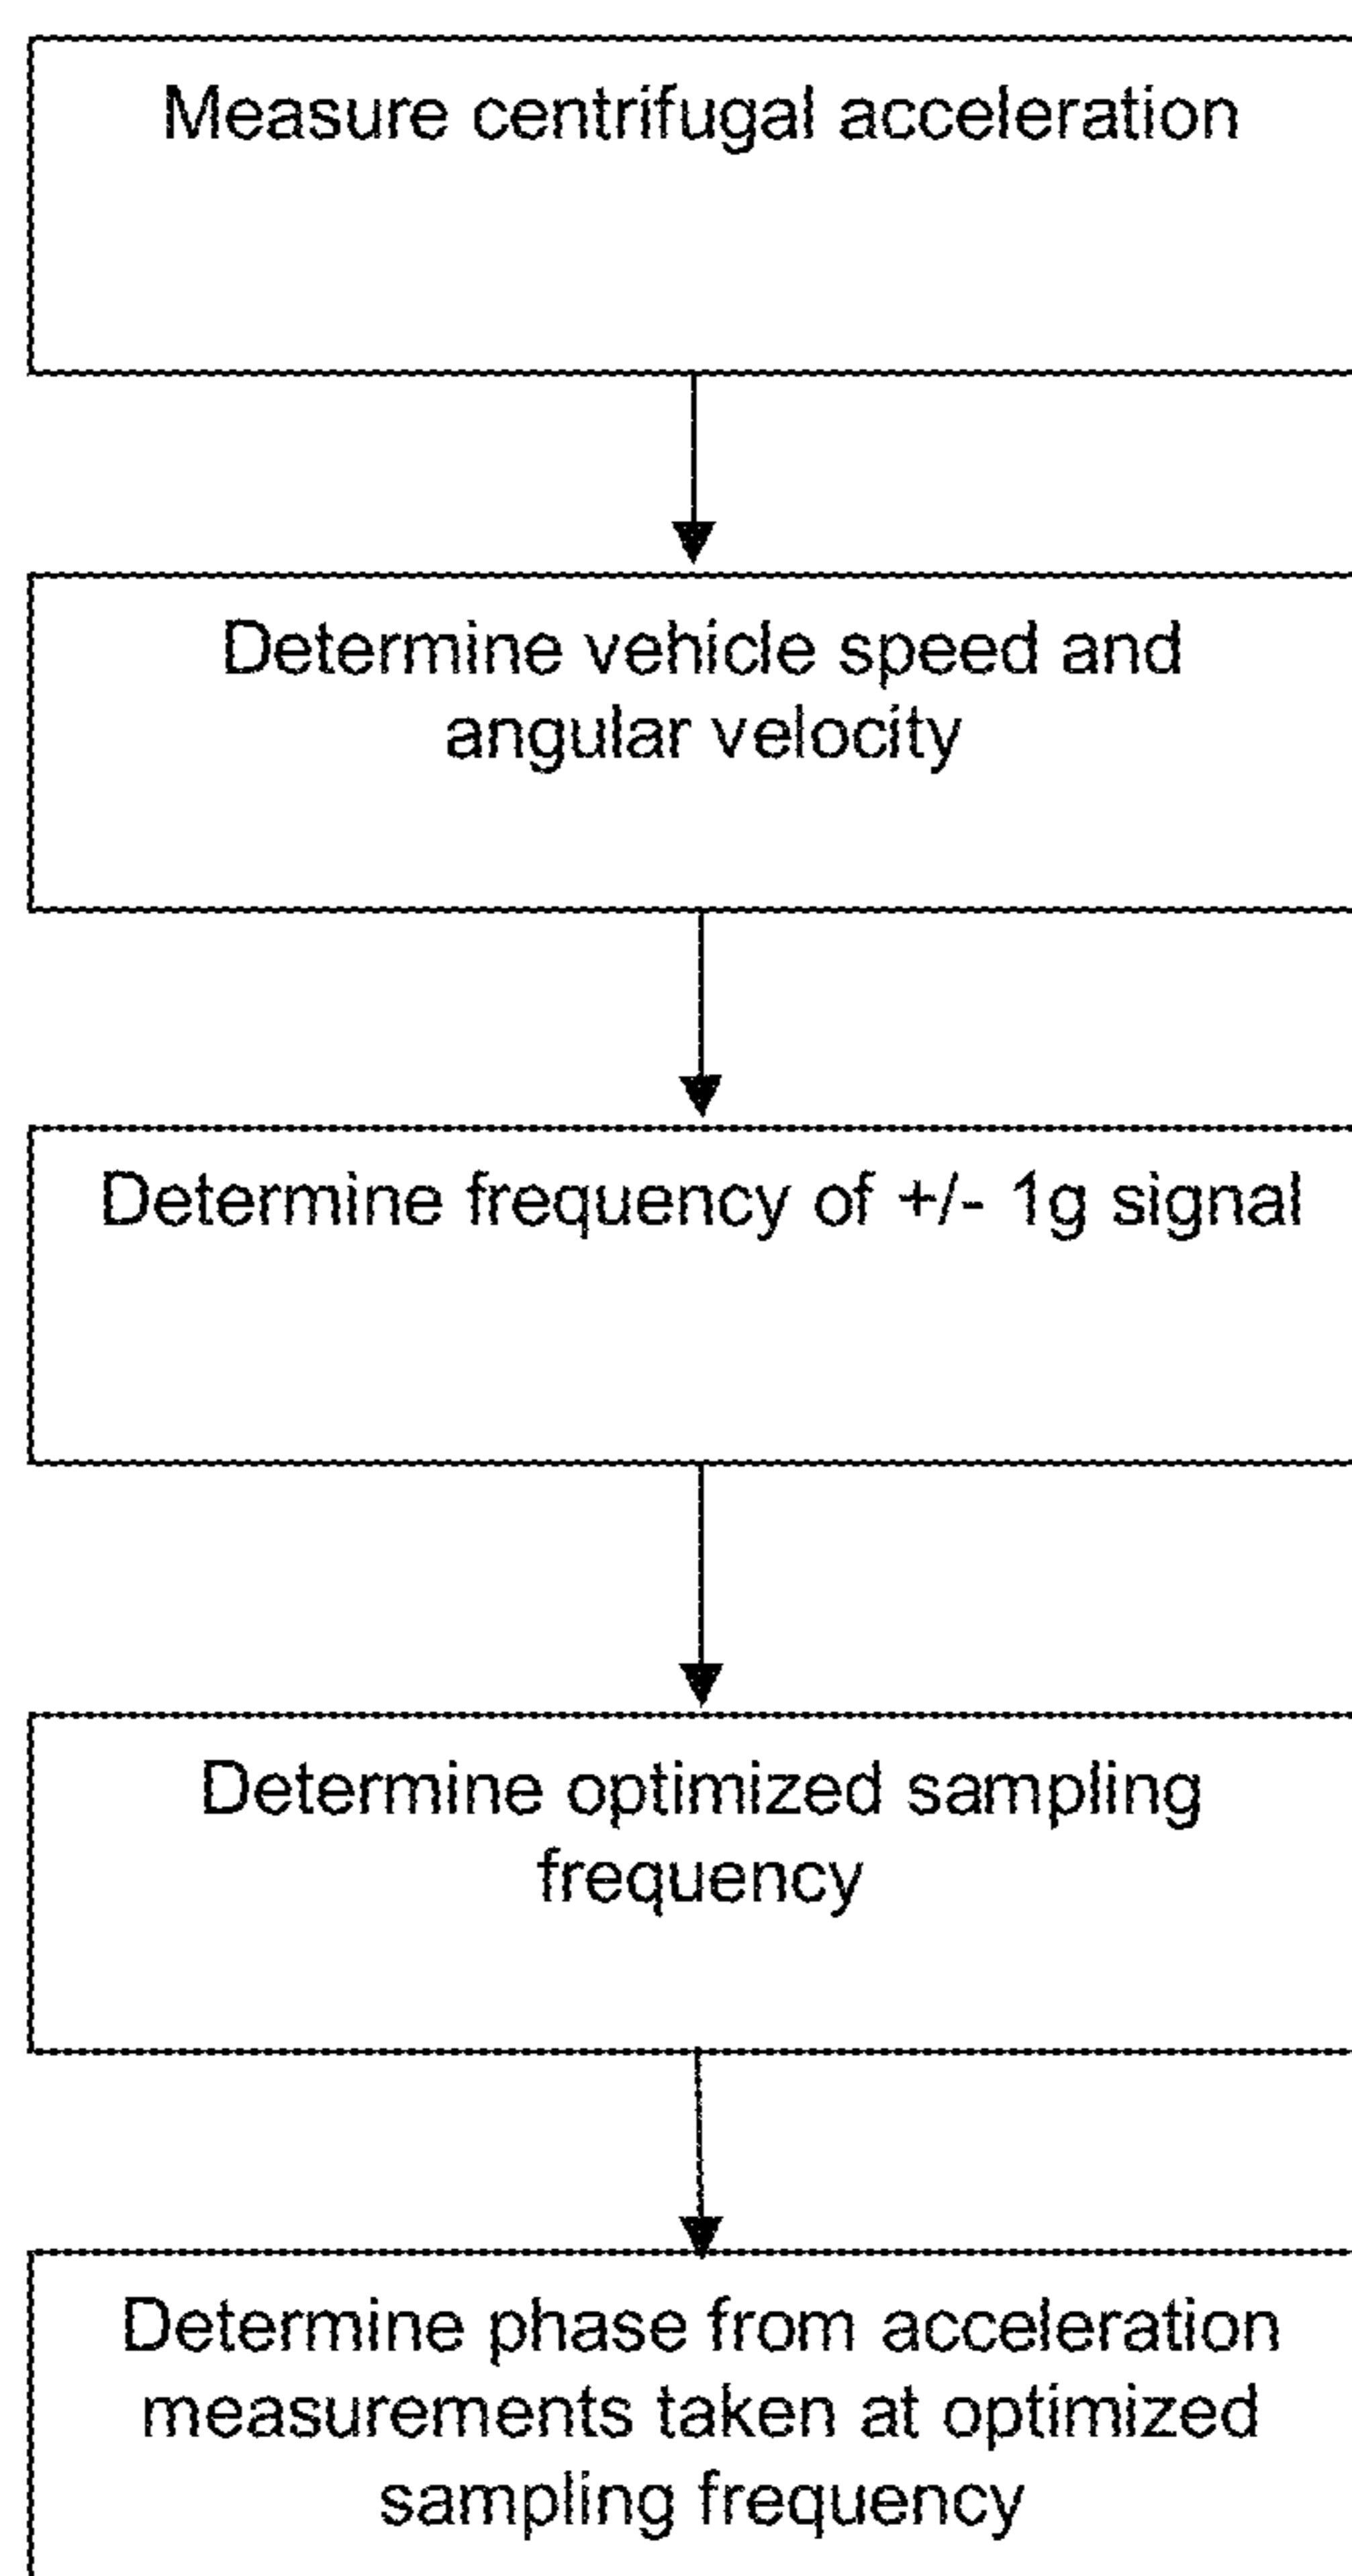 Measure centrifugal acceleration
Determine vehicle speed and
angular velocity
Determine frequency of +/- 1g signal
Determine optimized sampling
frequency
Determine phase from acceleration
measurements taken at optimized
sampling frequency